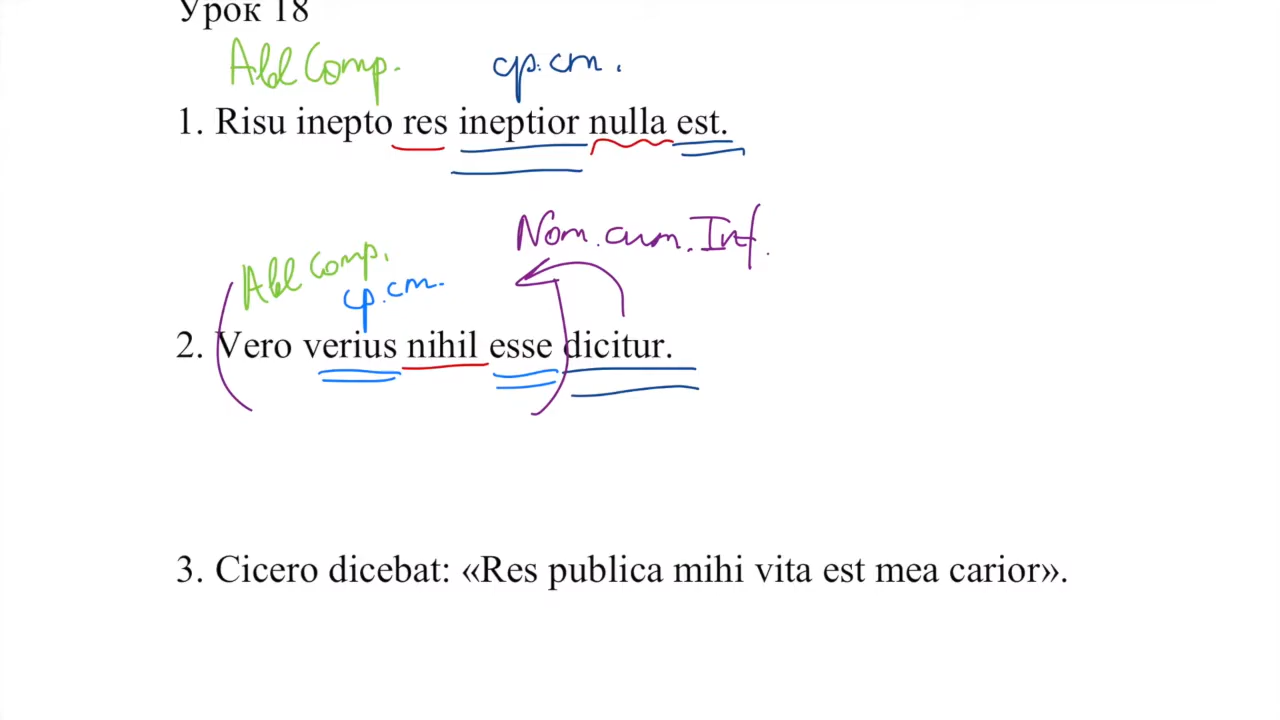 Урок 18
Abl Comp. ср. ст.
1. Risu inepto res ineptior nulla est.
Nom. cum. Inf.
Abl Comp.
ср. ст.
2. Vero verius nihil esse dicitur.
3. Cicero dicebat: «Res publica mihi vita est mea carior».